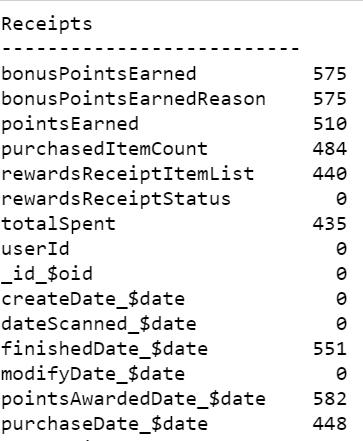 Receipts
--------------------------
bonusPointsEarned 575
bonusPointsEarnedReason 575
pointsEarned 510
purchasedItemCount 484
rewardsReceiptItemList 440
rewardsReceiptStatus 0
totalSpent 435
userId 0
_id_$oid 0
createDate_$date 0
dateScanned_$date 0
finishedDate_$date 551
modifyDate_$date 0
pointsAwardedDate_$date 582
purchaseDate_$date 448